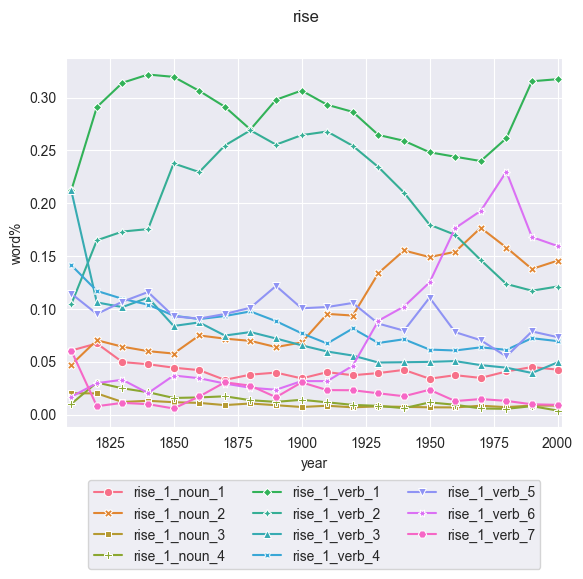 rise
0.30
0.25
0.20
0.15
0.10
0.05
0.00
word%
1825 1850 1875 1900 1925 1950 1975 2000
year
rise_1_noun_1 rise_1_verb_1 rise_1_verb_5
rise_1_noun_2 rise_1_verb_2 rise_1_verb_6
rise_1_noun_3 rise_1_verb_3 rise_1_verb_7
rise_1_noun_4 rise_1_verb_4